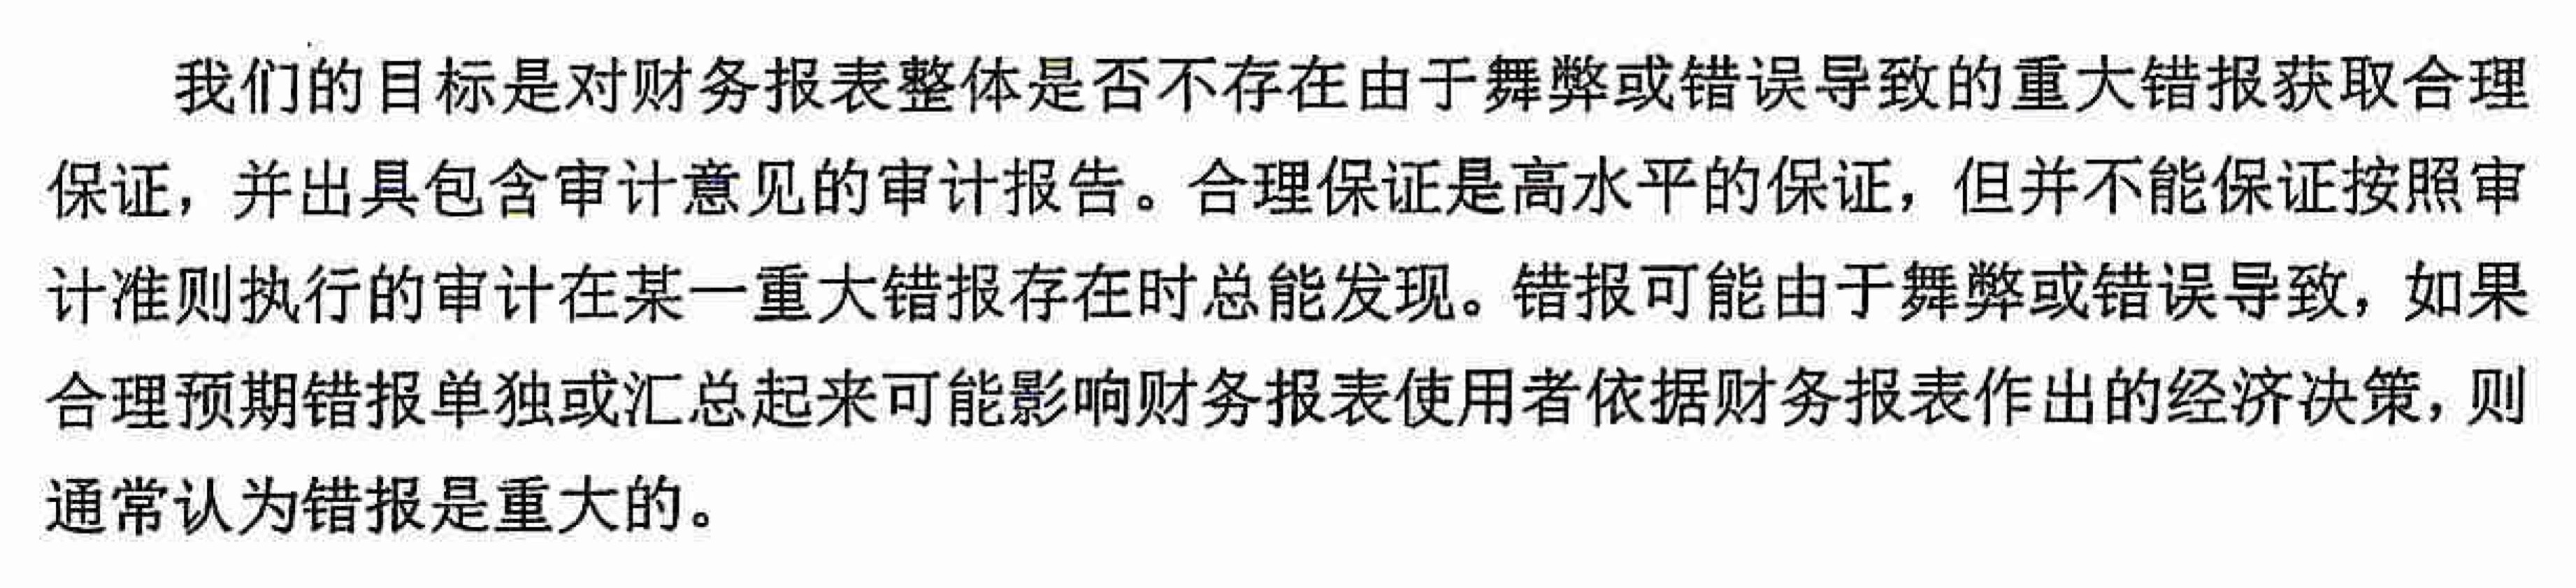 我们的目标是对财务报表整体是否不存在由于舞弊或错误导致的重大错报获取合理
保证，并出具包含审计意见的审计报告。合理保证是高水平的保证，但并不能保证按照审
计准则执行的审计在某一重大错报存在时总能发现。错报可能由于舞弊或错误导致，如果
合理预期错报单独或汇总起来可能影响财务报表使用者依据财务报表作出的经济决策，则
通常认为错报是重大的。